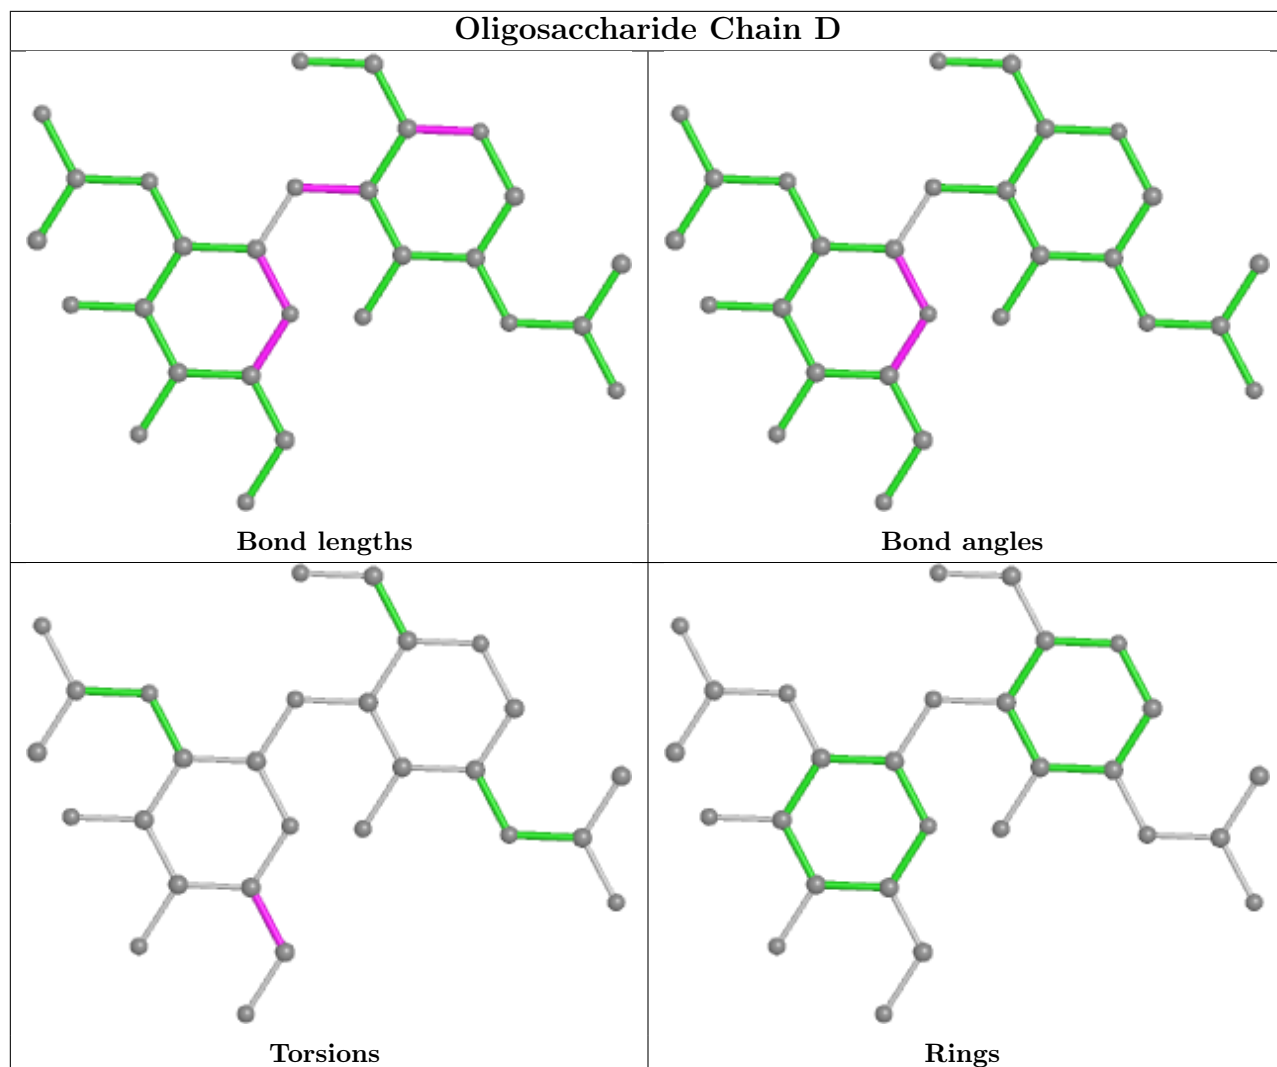 Oligosaccharide Chain D
Bond lengths
Bond angles
Torsions
Rings